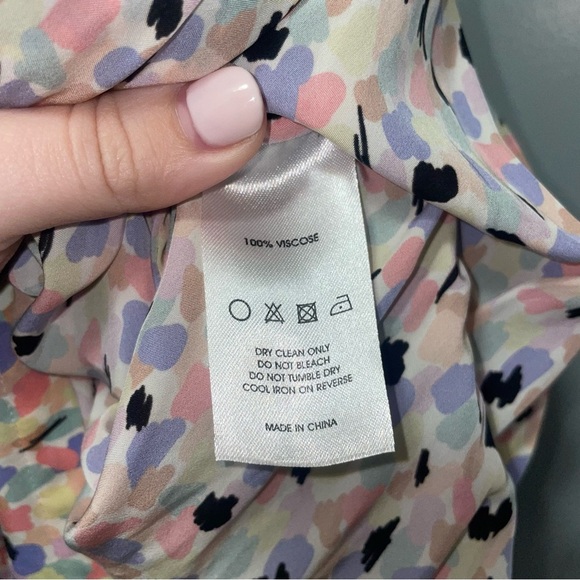 100% VISCOSE
DRY CLEAN ONLY
DO NOT BLEACH
DO NOT TUMBLE DRY
COOL IRON ON REVERSE
MADE IN CHINA